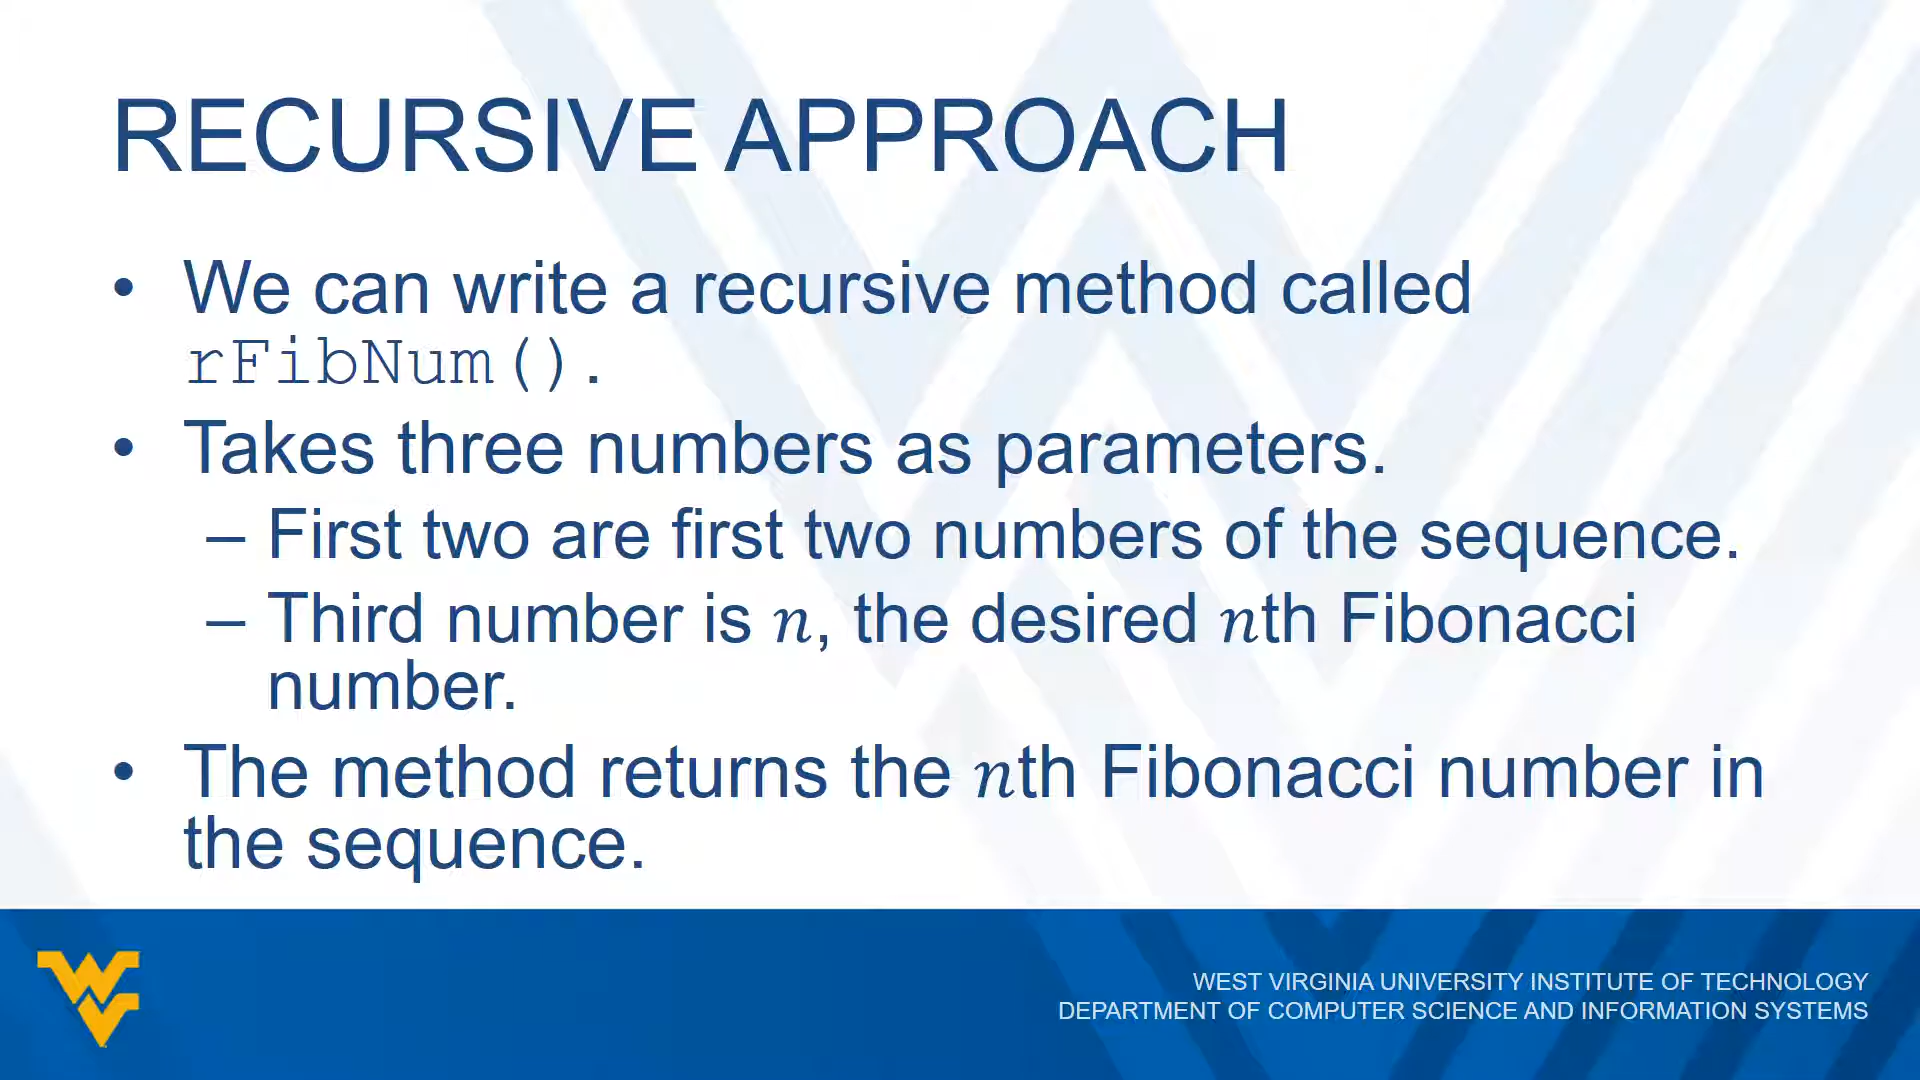 RECURSIVE APPROACH
• We can write a recursive method called
rFibNum().
• Takes three numbers as parameters.
– First two are first two numbers of the sequence.
– Third number is n, the desired nth Fibonacci
number.
• The method returns the nth Fibonacci number in
the sequence.
WEST VIRGINIA UNIVERSITY INSTITUTE OF TECHNOLOGY
DEPARTMENT OF COMPUTER SCIENCE AND INFORMATION SYSTEMS